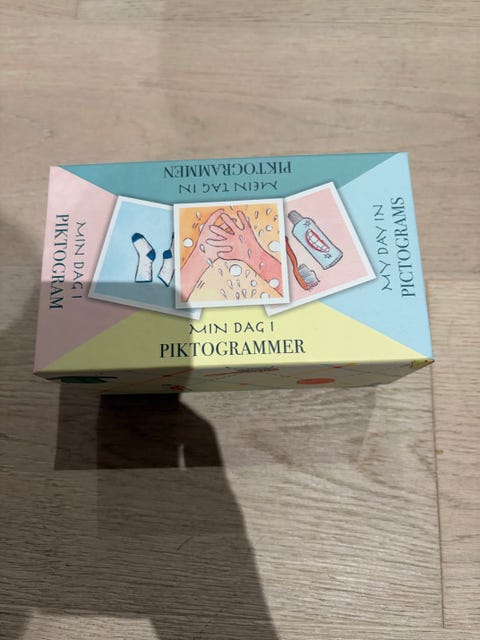 MEIN TAG IN
PIKTOGRAMMEN
MIN DAG I
PIKTOGRAM
MY DAY IN
PICTOGRAMS
MIN DAG I
PIKTOGRAMMER